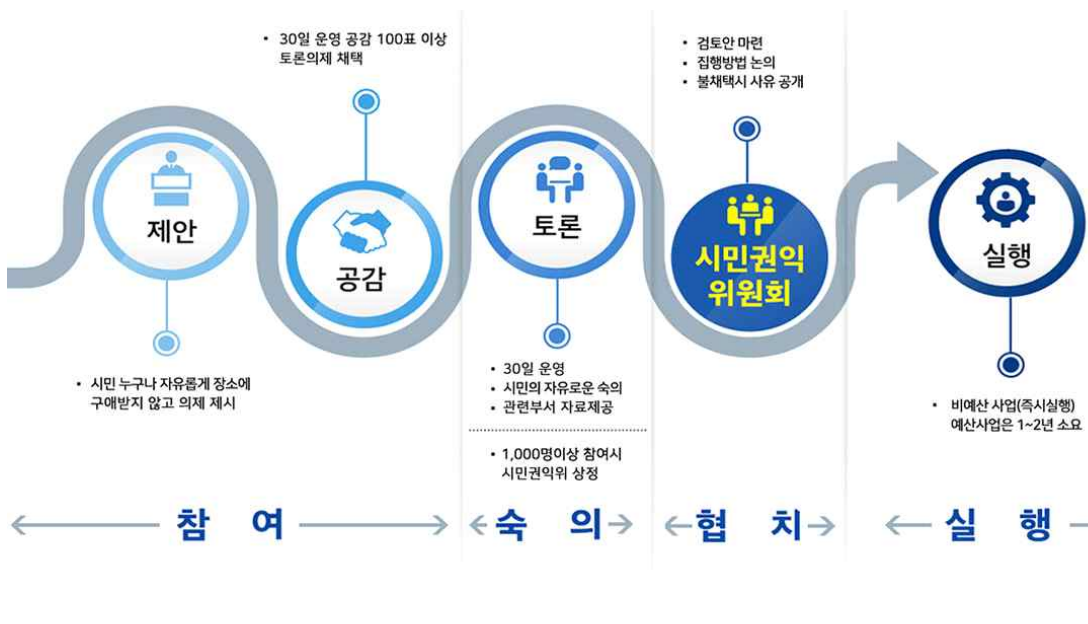 • 30일 운영 공감 100표 이상
토론의제 채택
• 검토안 마련
• 집행방법 논의
• 불채택시 사유 공개
제안
공감
토론
시민권익
위원회
실행
• 시민 누구나 자유롭게 장소에
구애받지 않고 의제 제시
• 30일 운영
• 시민의 자유로운 숙의
• 관련부서 자료제공
• 1,000명이상 참여시
시민권익위 상정
• 비예산 사업(즉시실행)
예산사업은 1~2년 소요
참 여
숙 의
협 치
실 행